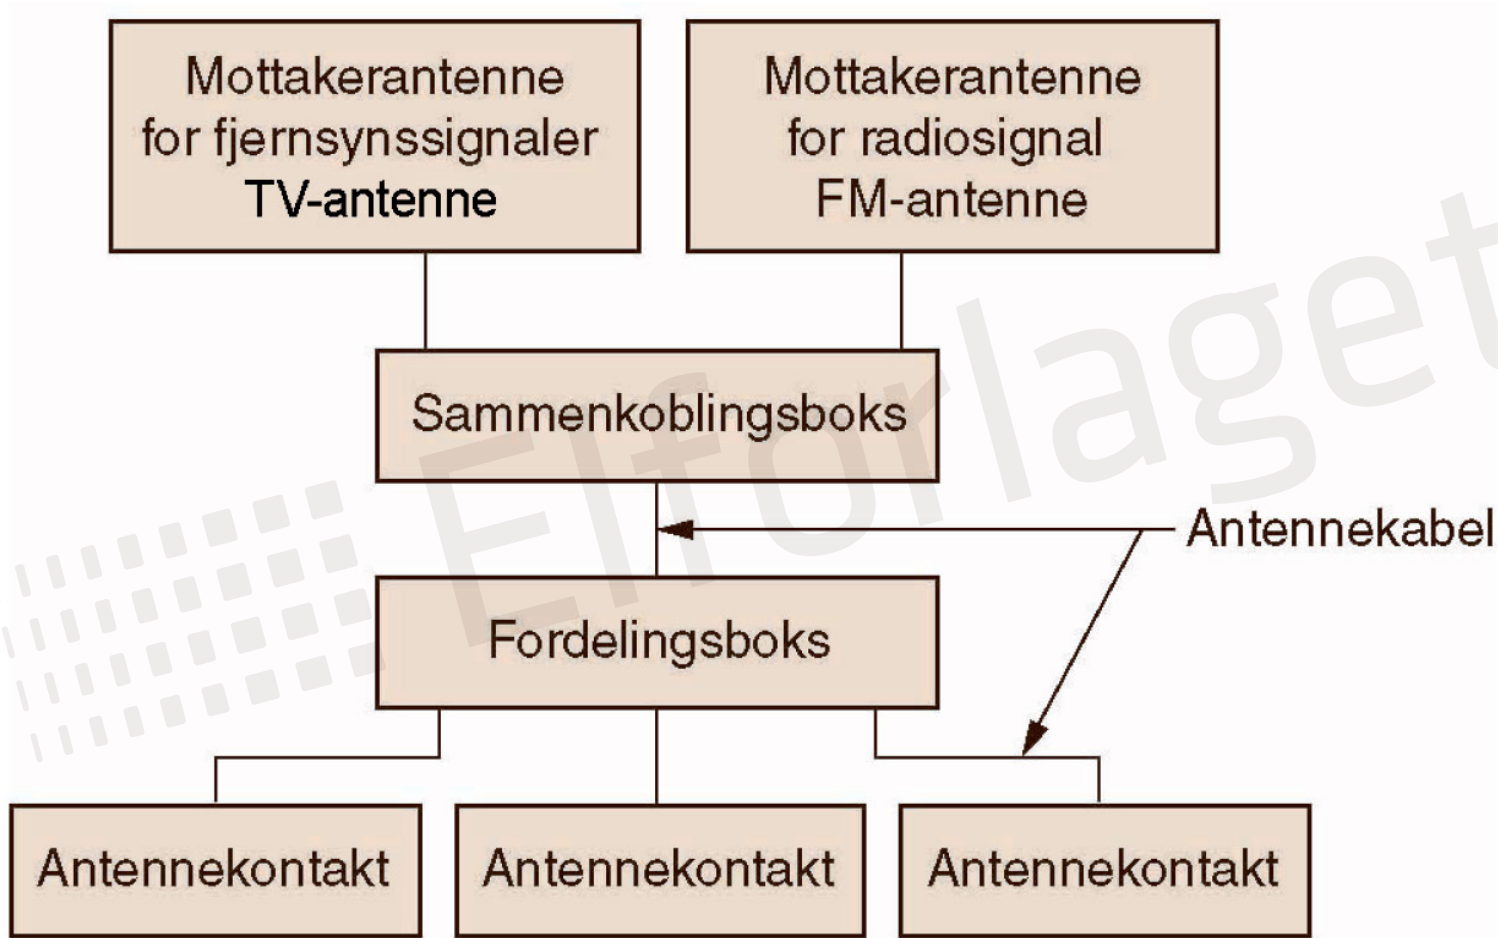 Mottakerantenne
for fjernsynssignaler
TV-antenne
Mottakerantenne
for radiosignal
FM-antenne
Sammenkoblingsboks
Antennekabel
Fordelingsboks
Antennekontakt
Antennekontakt
Antennekontakt
Elforlaget